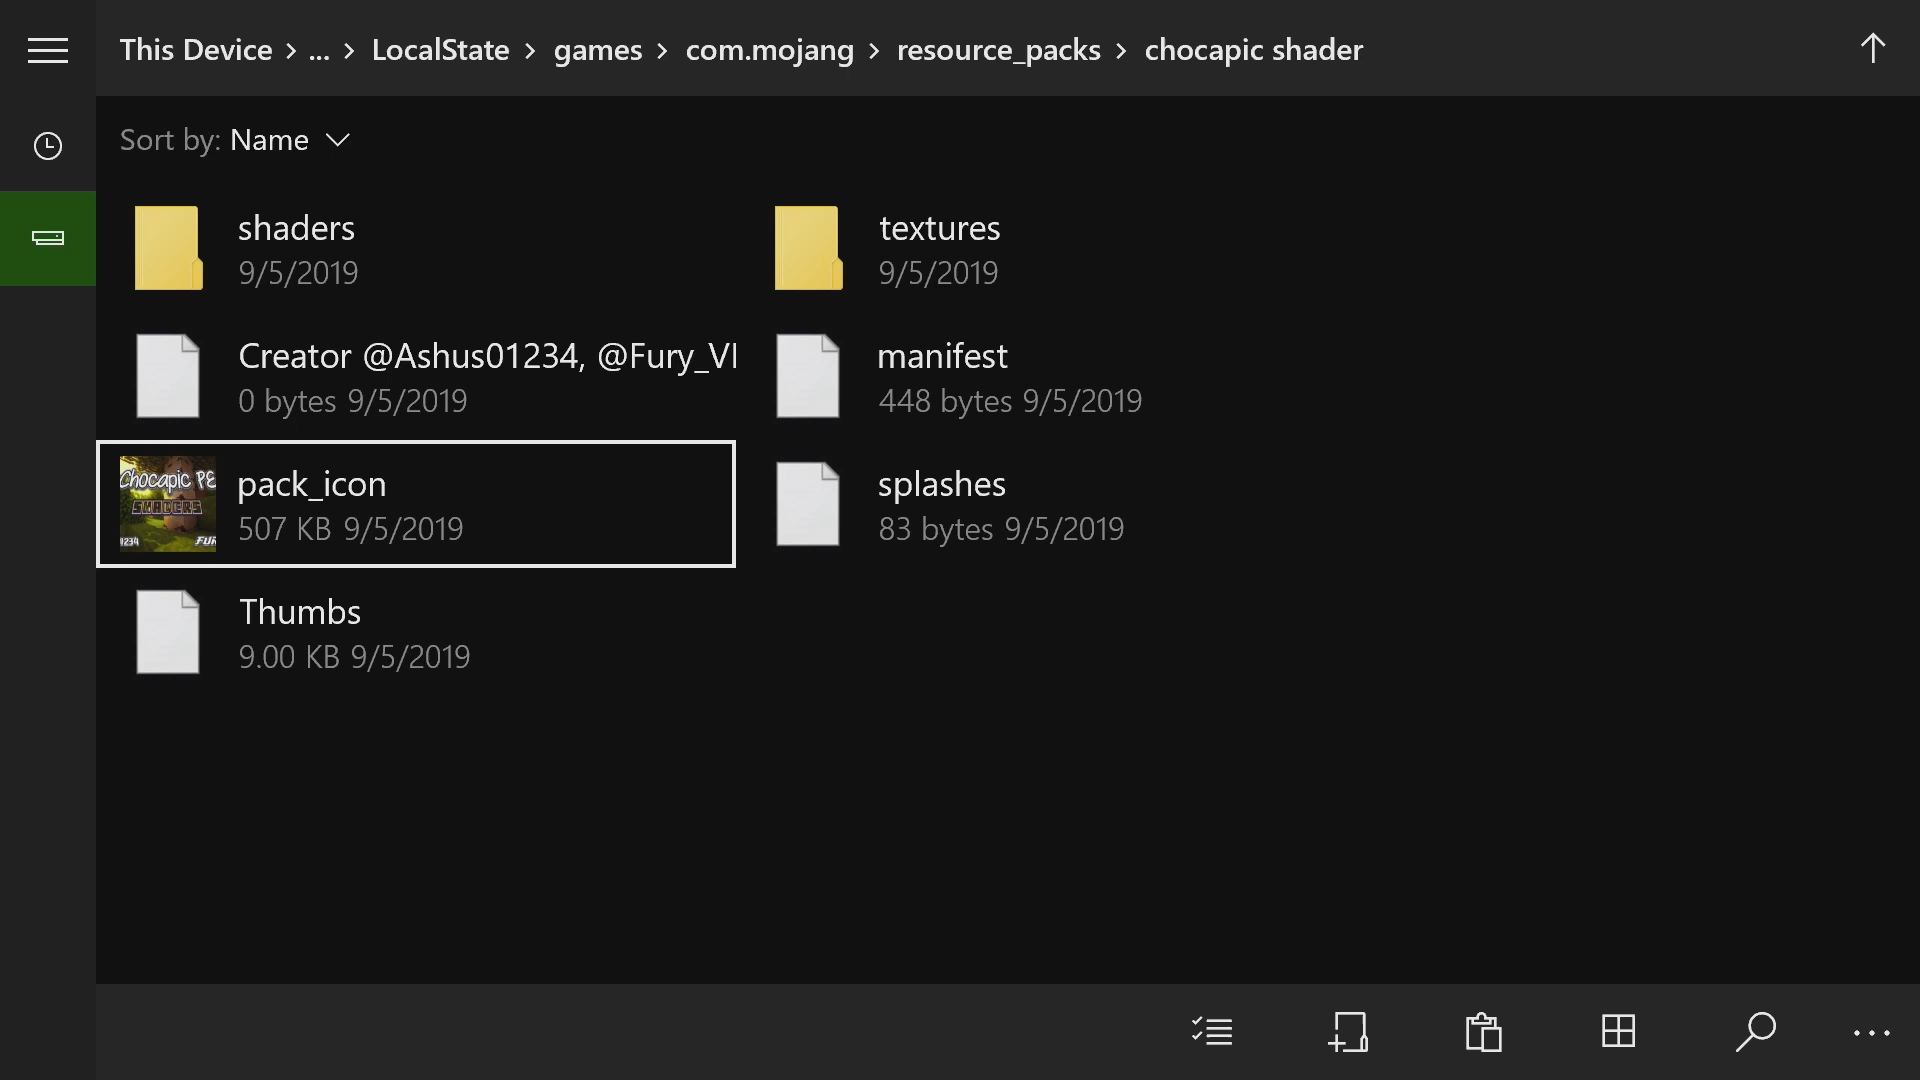 This Device > ... > LocalState > games > com.mojang > resource_packs > chocapic shader
Sort by: Name
shaders
9/5/2019
textures
9/5/2019
Creator @Ashus01234, @Fury_VI
0 bytes 9/5/2019
manifest
448 bytes 9/5/2019
Chocapic PE
SHADERS
1234
FUR
pack_icon
507 KB 9/5/2019
splashes
83 bytes 9/5/2019
Thumbs
9.00 KB 9/5/2019